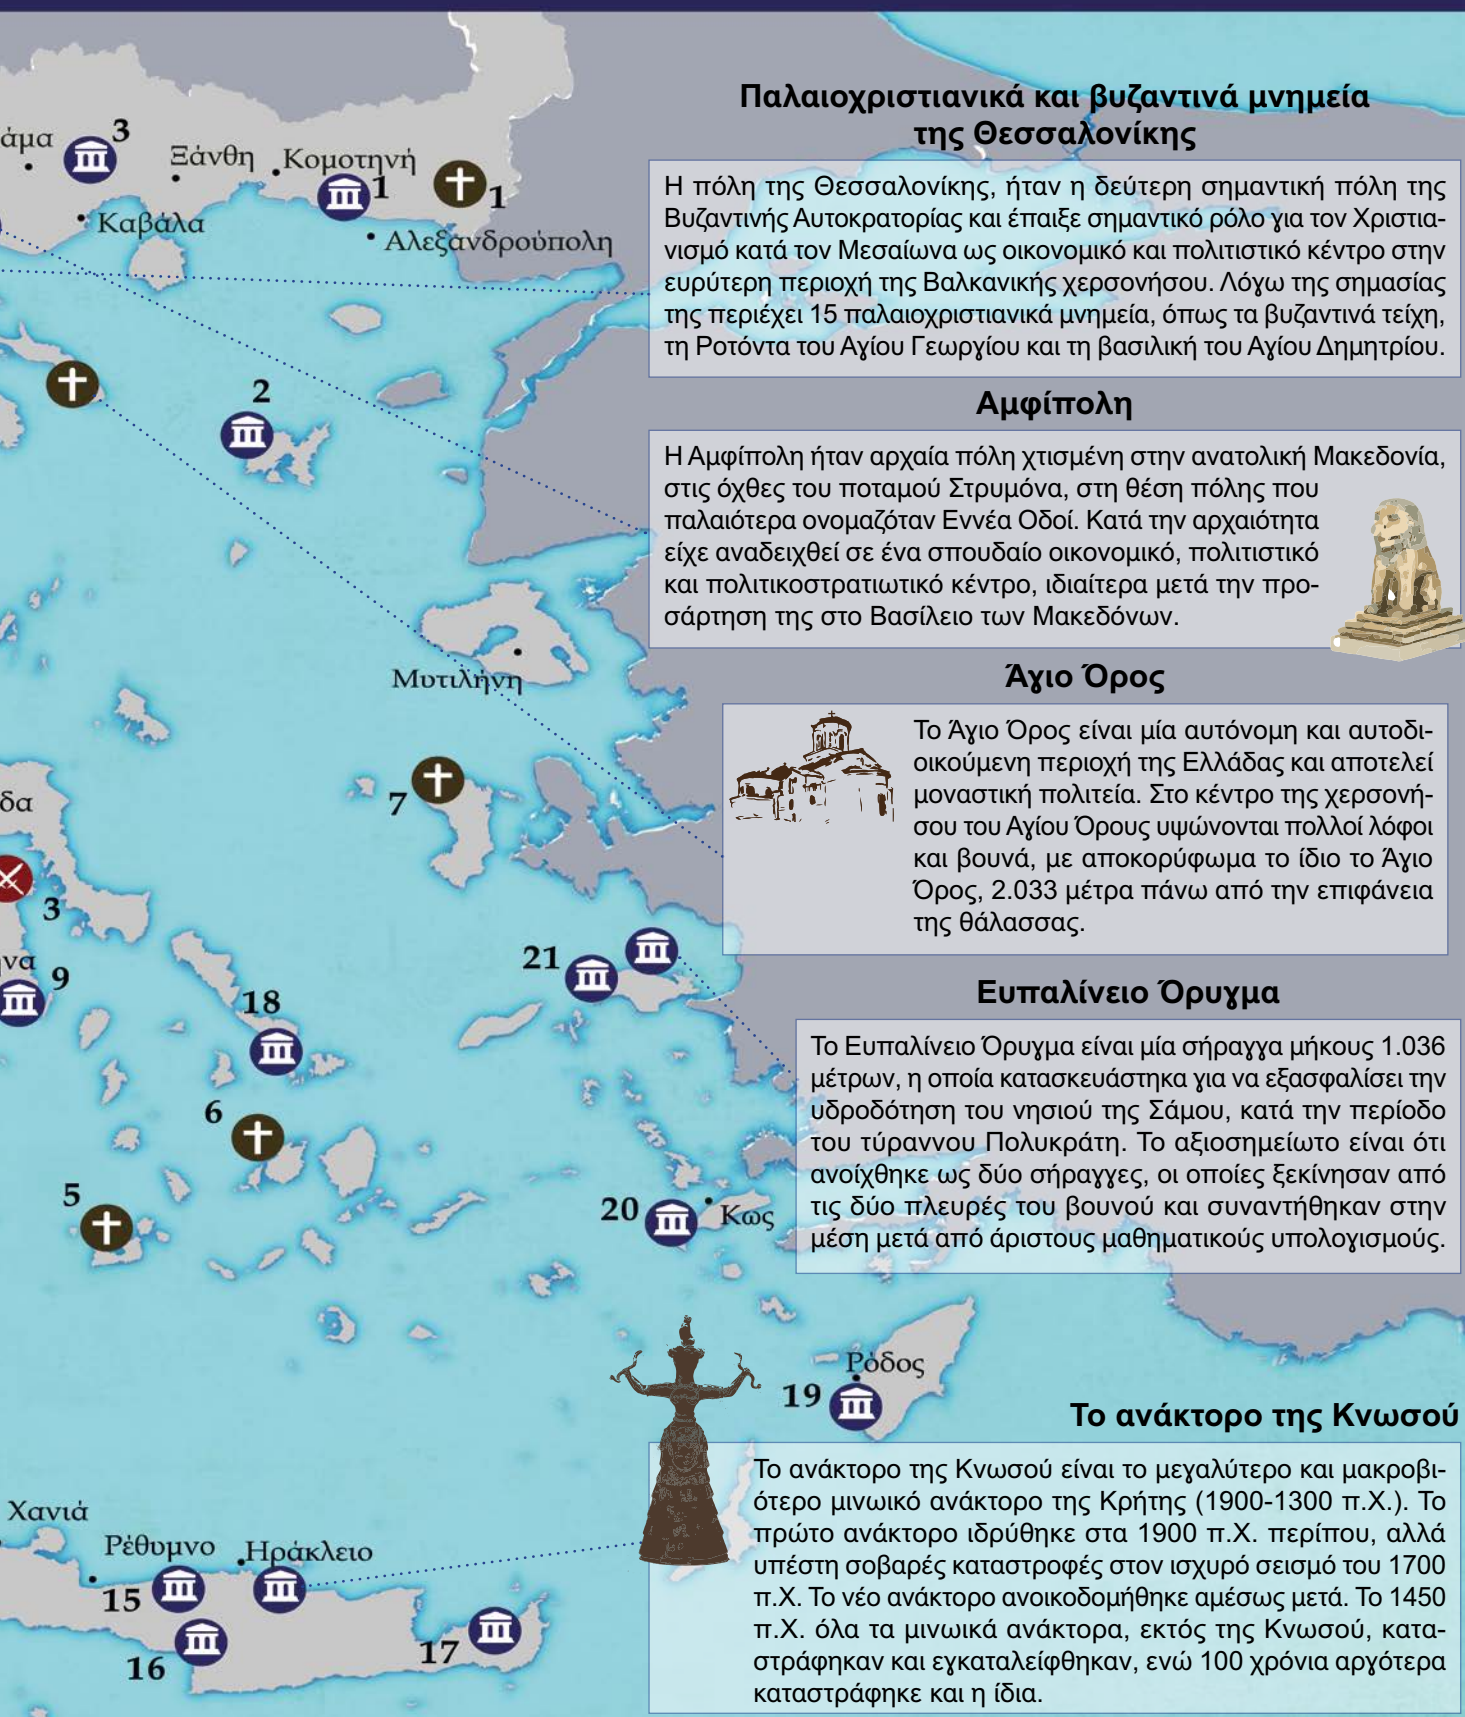 άμα
3
Ξάνθη
Κομοτηνή
1
1
Καβάλα
Αλεξανδρούπολη
2
Μυτιλήνη
7
δα
3
να
9
21
18
6
5
20
Κως
Ρόδος
19
Χανιά
Ρέθυμνο
Ηράκλειο
15
16
17
Παλαιοχριστιανικά και βυζαντινά μνημεία
της Θεσσαλονίκης
Η πόλη της Θεσσαλονίκης, ήταν η δεύτερη σημαντική πόλη της
Βυζαντινής Αυτοκρατορίας και έπαιξε σημαντικό ρόλο για τον Χριστια-
νισμό κατά τον Μεσαίωνα ως οικονομικό και πολιτιστικό κέντρο στην
ευρύτερη περιοχή της Βαλκανικής χερσονήσου. Λόγω της σημασίας
της περιέχει 15 παλαιοχριστιανικά μνημεία, όπως τα βυζαντινά τείχη,
τη Ροτόντα του Αγίου Γεωργίου και τη βασιλική του Αγίου Δημητρίου.
Αμφίπολη
Η Αμφίπολη ήταν αρχαία πόλη χτισμένη στην ανατολική Μακεδονία,
στις όχθες του ποταμού Στρυμόνα, στη θέση πόλης που
παλαιότερα ονομαζόταν Εννέα Οδοί. Κατά την αρχαιότητα
είχε αναδειχθεί σε ένα σπουδαίο οικονομικό, πολιτιστικό
και πολιτικοστρατιωτικό κέντρο, ιδιαίτερα μετά την προ-
σάρτηση της στο Βασίλειο των Μακεδόνων.
Άγιο Όρος
Το Άγιο Όρος είναι μία αυτόνομη και αυτοδι-
οικούμενη περιοχή της Ελλάδας και αποτελεί
μοναστική πολιτεία. Στο κέντρο της χερσονή-
σου του Αγίου Όρους υψώνονται πολλοί λόφοι
και βουνά, με αποκορύφωμα το ίδιο το Άγιο
Όρος, 2.033 μέτρα πάνω από την επιφάνεια
της θάλασσας.
Ευπαλίνειο Όρυγμα
Το Ευπαλίνειο Όρυγμα είναι μία σήραγγα μήκους 1.036
μέτρων, η οποία κατασκευάστηκα για να εξασφαλίσει την
υδροδότηση του νησιού της Σάμου, κατά την περίοδο
του τύραννου Πολυκράτη. Το αξιοσημείωτο είναι ότι
ανοίχθηκε ως δύο σήραγγες, οι οποίες ξεκίνησαν από
τις δύο πλευρές του βουνού και συναντήθηκαν στην
μέση μετά από άριστους μαθηματικούς υπολογισμούς.
Το ανάκτορο της Κνωσού
Το ανάκτορο της Κνωσού είναι το μεγαλύτερο και μακροβι-
ότερο μινωικό ανάκτορο της Κρήτης (1900-1300 π.Χ.). Το
πρώτο ανάκτορο ιδρύθηκε στα 1900 π.Χ. περίπου, αλλά
υπέστη σοβαρές καταστροφές στον ισχυρό σεισμό του 1700
π.Χ. Το νέο ανάκτορο ανοικοδομήθηκε αμέσως μετά. Το 1450
π.Χ. όλα τα μινωικά ανάκτορα, εκτός της Κνωσού, κατα-
στράφηκαν και εγκαταλείφθηκαν, ενώ 100 χρόνια αργότερα
καταστράφηκε και η ίδια.